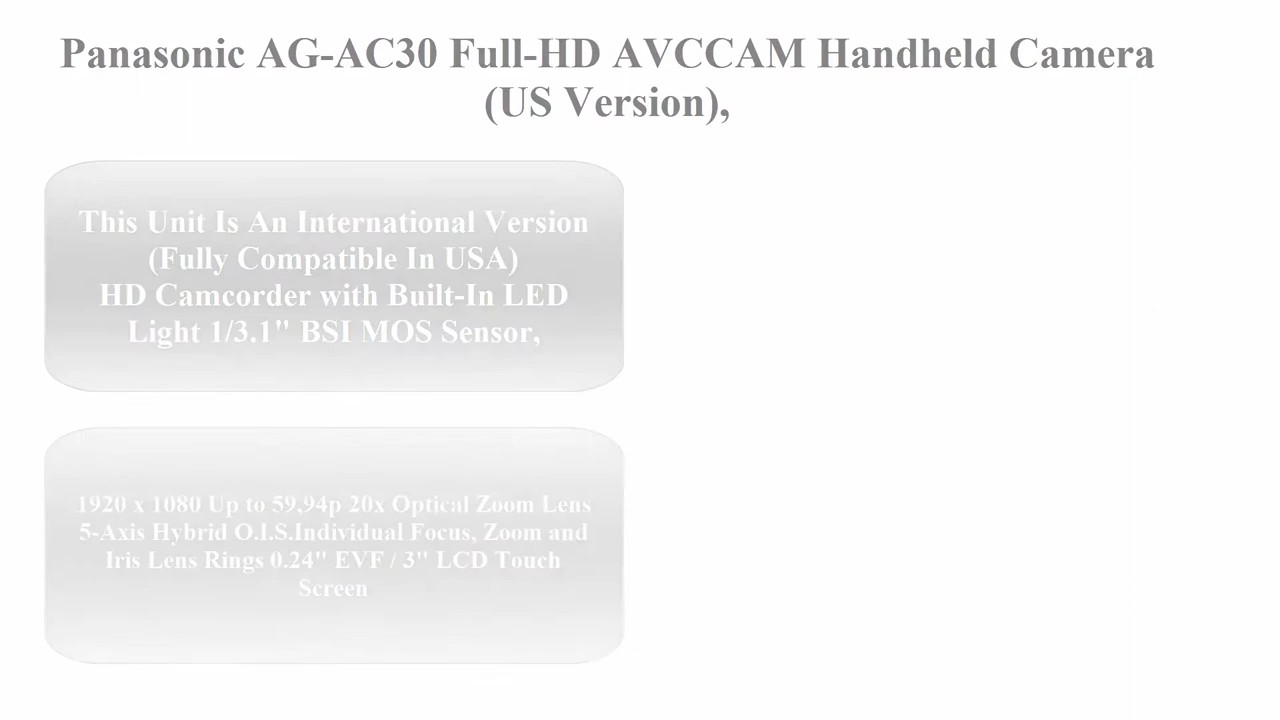 Panasonic AG-AC30 Full-HD AVCCAM Handheld Camera
(US Version),
This Unit Is An International Version
(Fully Compatible In USA)
HD Camcorder with Built-In LED
Light 1/3.1" BSI MOS Sensor,
1920 x 1080 Up to 59,94p 20x Optical Zoom Lens
5-Axis Hybrid O.I.S.Individual Focus, Zoom and
Iris Lens Rings 0.24" EVF / 3" LCD Touch
Screen